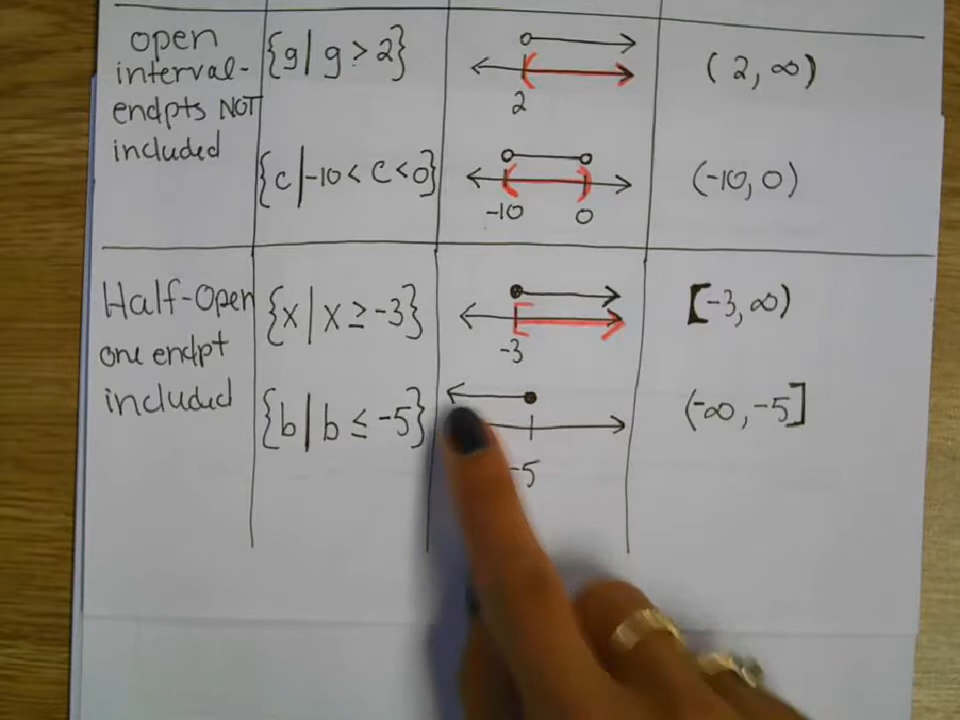 open
interval-
endpts NOT
included
{g| g > 2}
2
(2, ∞)
{c|-10 < c < 0}
-10 0
(-10, 0)
Half-Open
one endpt
included
{x| x ≥ -3}
-3
[-3, ∞)
{b| b ≤ -5}
-5
(-∞, -5]